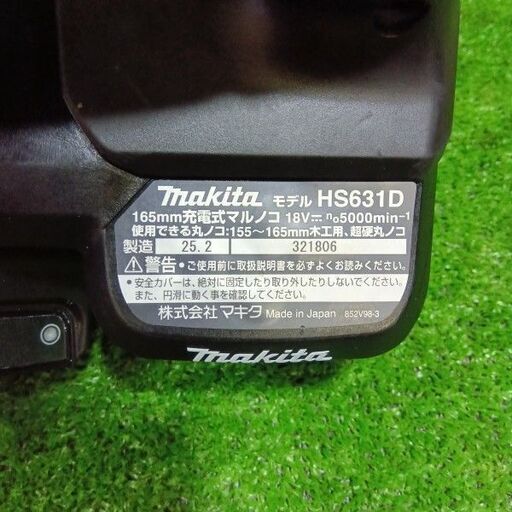 makita モデル HS631D
165mm充電式マルノコ 18V⎓ n₀5000min⁻¹
使用できる丸ノコ:155～165mm木工用、超硬丸ノコ
製造 25.2 321806
⚠警告 ●ご使用前に取扱説明書を必ずよくお読みください。
●安全カバーは、絶対に固定したり取り外したりしないでください。
また、円滑に動く事を確認してください。
株式会社マキタ Made in Japan 852V98-3
makita